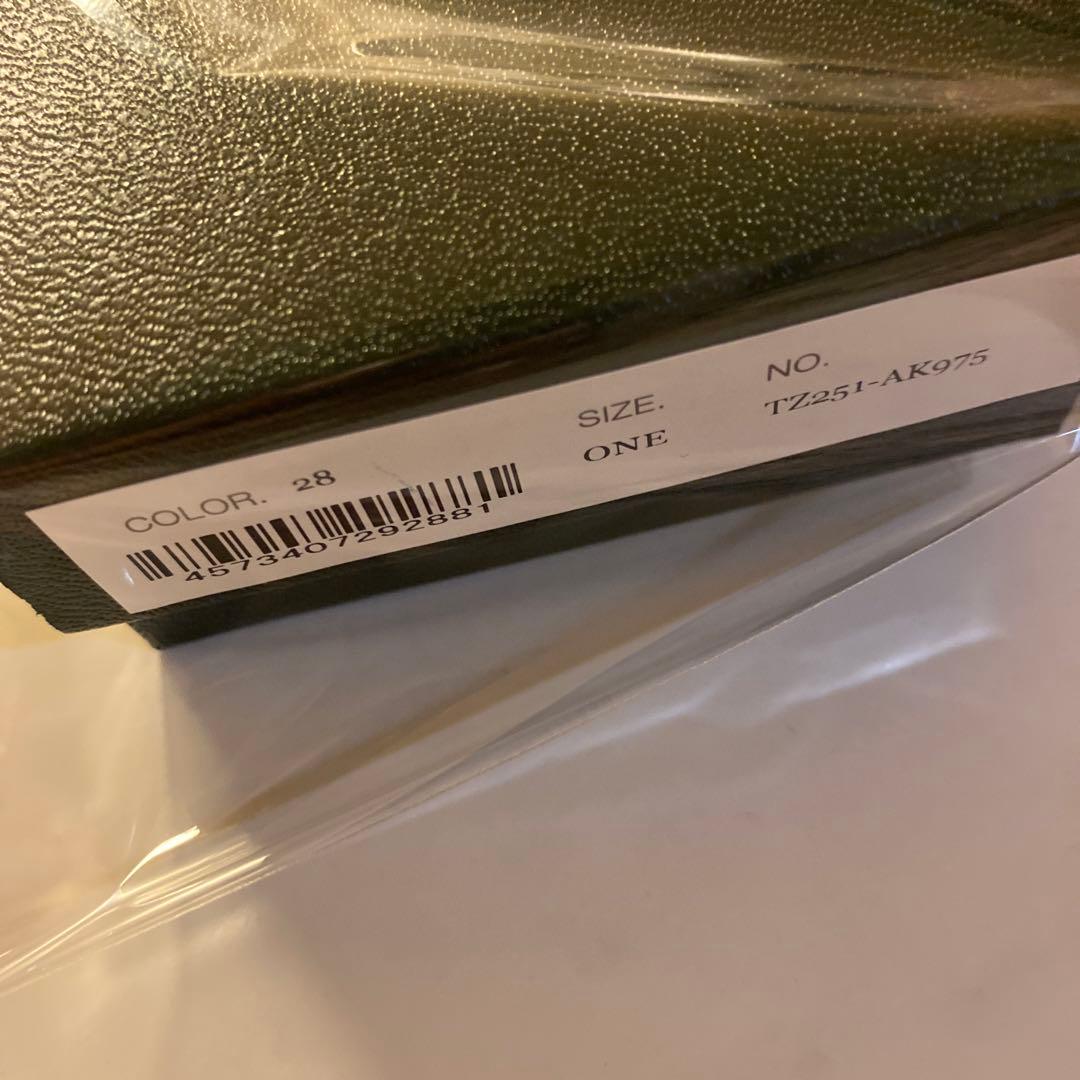 COLOR. 28
4573407292881
SIZE.
ONE
NO.
TZ251-AK975